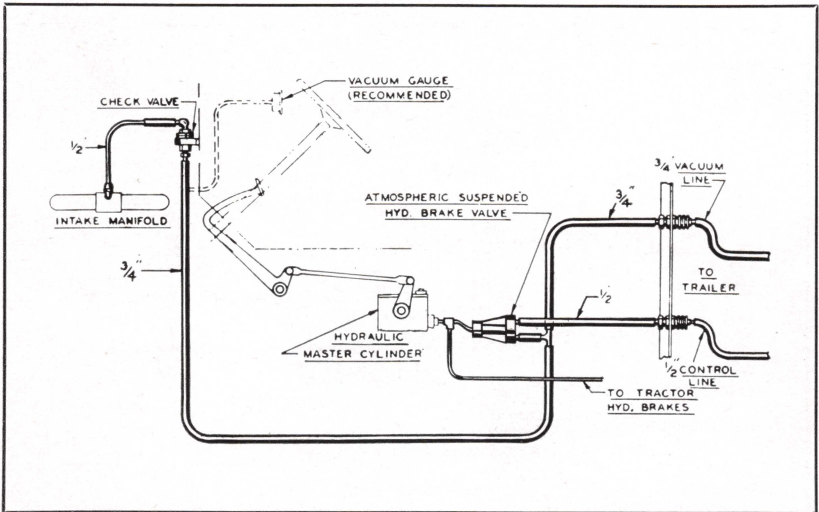 VACUUM GAUGE
(RECOMMENDED)
CHECK VALVE
1/2"
INTAKE MANIFOLD
3/4"
ATMOSPHERIC SUSPENDED
HYD. BRAKE VALVE
3/4"
3/4" VACUUM
LINE
TO
TRAILER
1/2"
HYDRAULIC
MASTER CYLINDER
1/2" CONTROL
LINE
TO TRACTOR
HYD. BRAKES